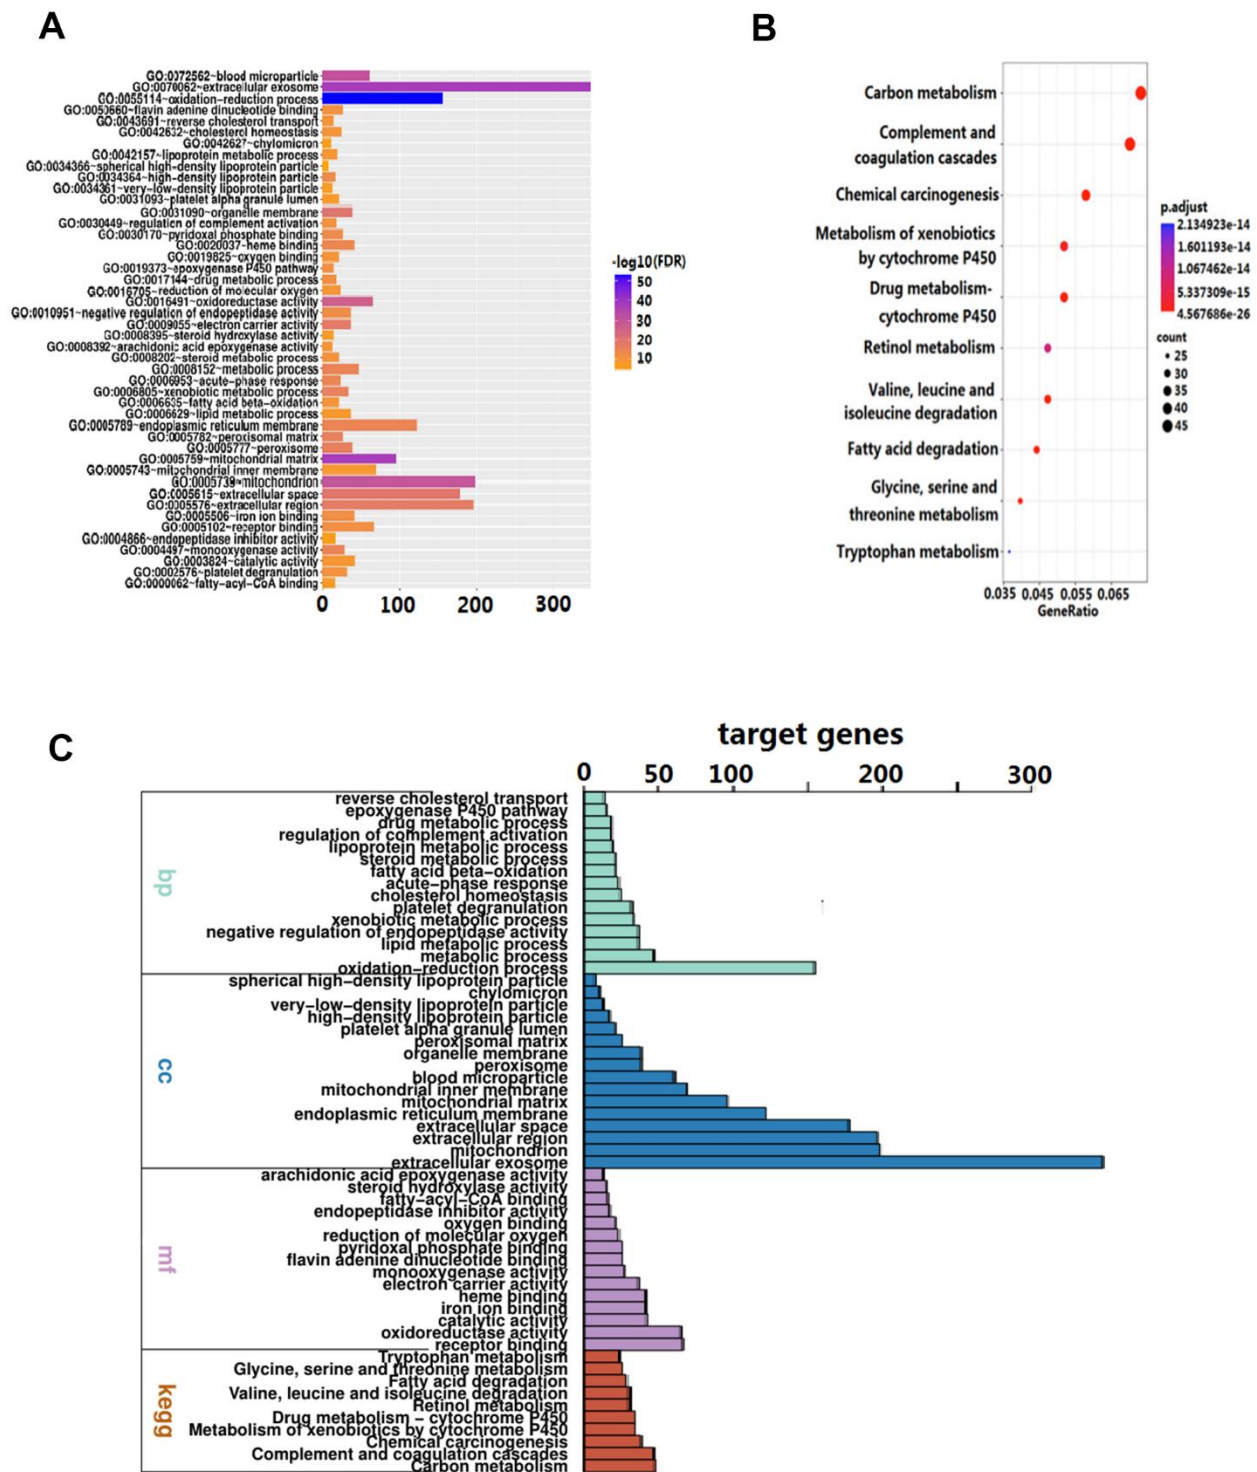 A
GO:0072562~blood microparticle
GO:0070062~extracellular exosome
GO:0055114~oxidation-reduction process
GO:0050660~flavin adenine dinucleotide binding
GO:0043691~reverse cholesterol transport
GO:0042632~cholesterol homeostasis
GO:0042627~chylomicron
GO:0042157~lipoprotein metabolic process
GO:0034366~spherical high-density lipoprotein particle
GO:0034364~high-density lipoprotein particle
GO:0034361~very-low-density lipoprotein particle
GO:0031093~platelet alpha granule lumen
GO:0031090~organelle membrane
GO:0030449~regulation of complement activation
GO:0030170~pyridoxal phosphate binding
GO:0020037~heme binding
GO:0019825~oxygen binding
GO:0019373~epoxygenase P450 pathway
GO:0017144~drug metabolic process
GO:0016705~reduction of molecular oxygen
GO:0016491~oxidoreductase activity
GO:0010951~negative regulation of endopeptidase activity
GO:0009055~electron carrier activity
GO:0008395~steroid hydroxylase activity
GO:0008392~arachidonic acid epoxygenase activity
GO:0008202~steroid metabolic process
GO:0008152~metabolic process
GO:0006953~acute-phase response
GO:0006805~xenobiotic metabolic process
GO:0006635~fatty acid beta-oxidation
GO:0006629~lipid metabolic process
GO:0005789~endoplasmic reticulum membrane
GO:0005782~peroxisomal matrix
GO:0005777~peroxisome
GO:0005759~mitochondrial matrix
GO:0005743~mitochondrial inner membrane
GO:0005739~mitochondrion
GO:0005615~extracellular space
GO:0005576~extracellular region
GO:0005506~iron ion binding
GO:0005102~receptor binding
GO:0004866~endopeptidase inhibitor activity
GO:0004497~monooxygenase activity
GO:0003824~catalytic activity
GO:0002576~platelet degranulation
GO:0000062~fatty-acyl-CoA binding
0 100 200 300
-log10(FDR)
50
40
30
20
10
B
Carbon metabolism
Complement and
coagulation cascades
Chemical carcinogenesis
Metabolism of xenobiotics
by cytochrome P450
Drug metabolism-
cytochrome P450
Retinol metabolism
Valine, leucine and
isoleucine degradation
Fatty acid degradation
Glycine, serine and
threonine metabolism
Tryptophan metabolism
0.035 0.045 0.055 0.065
GeneRatio
p.adjust
2.134923e-14
1.601193e-14
1.067462e-14
5.337309e-15
4.567686e-26
count
25
30
35
40
45
C
target genes
0 50 100 200 300
bp
reverse cholesterol transport
epoxygenase P450 pathway
drug metabolic process
regulation of complement activation
lipoprotein metabolic process
steroid metabolic process
fatty acid beta-oxidation
acute-phase response
cholesterol homeostasis
platelet degranulation
xenobiotic metabolic process
negative regulation of endopeptidase activity
lipid metabolic process
metabolic process
oxidation-reduction process
cc
spherical high-density lipoprotein particle
chylomicron
very-low-density lipoprotein particle
high-density lipoprotein particle
platelet alpha granule lumen
peroxisomal matrix
organelle membrane
peroxisome
blood microparticle
mitochondrial inner membrane
mitochondrial matrix
endoplasmic reticulum membrane
extracellular space
extracellular region
mitochondrion
extracellular exosome
mf
arachidonic acid epoxygenase activity
steroid hydroxylase activity
fatty-acyl-CoA binding
endopeptidase inhibitor activity
oxygen binding
reduction of molecular oxygen
pyridoxal phosphate binding
flavin adenine dinucleotide binding
monooxygenase activity
electron carrier activity
heme binding
iron ion binding
catalytic activity
oxidoreductase activity
receptor binding
kegg
Tryptophan metabolism
Glycine, serine and threonine metabolism
Fatty acid degradation
Valine, leucine and isoleucine degradation
Retinol metabolism
Drug metabolism - cytochrome P450
Metabolism of xenobiotics by cytochrome P450
Chemical carcinogenesis
Complement and coagulation cascades
Carbon metabolism